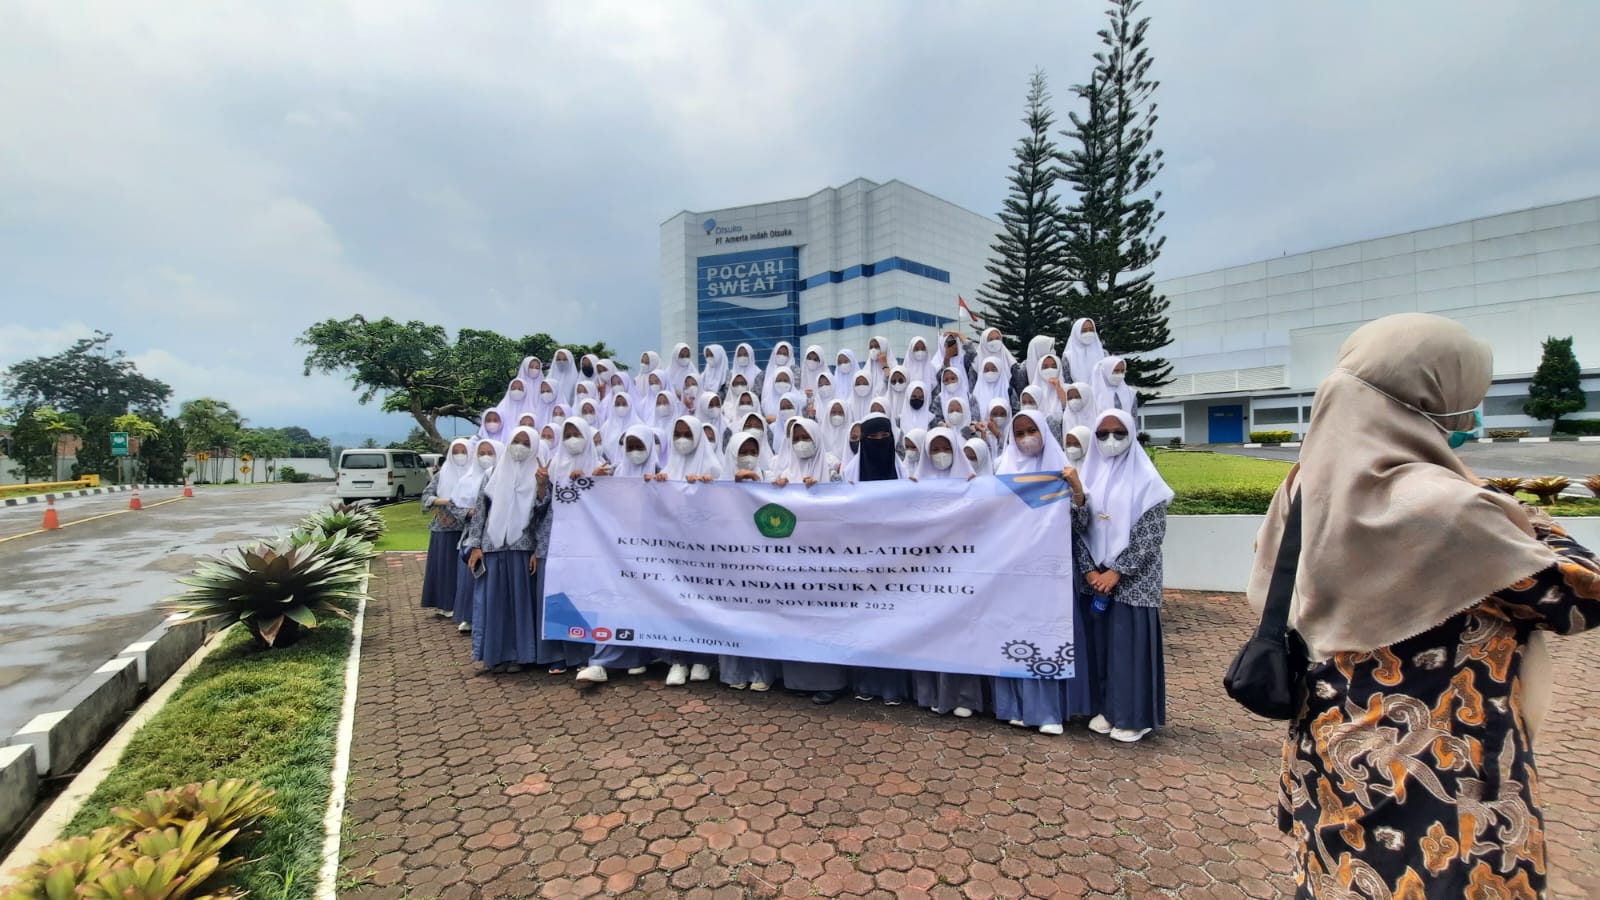 Otsuka
PT Amerta Indah Otsuka
POCARI
SWEAT
KUNJUNGAN INDUSTRI SMA AL-ATIQIYAH
CIPANENGAH-BOJONGGGENTENG-SUKABUMI
KE PT. AMERTA INDAH OTSUKA CICURUG
SUKABUMI, 09 NOVEMBER 2022
SMA AL-ATIQIYAH